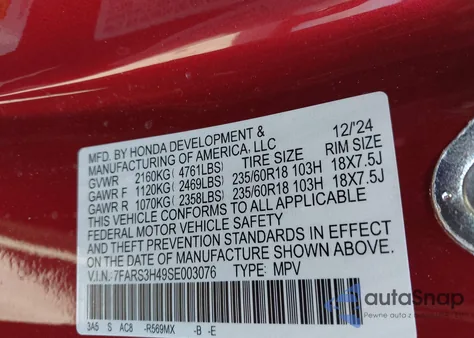 MFD. BY HONDA DEVELOPMENT & 12/'24
MANUFACTURING OF AMERICA, LLC
GVWR 2160KG( 4761LBS) TIRE SIZE RIM SIZE
GAWR F 1120KG( 2469LBS) 235/60R18 103H 18X7.5J
GAWR R 1070KG( 2358LBS) 235/60R18 103H 18X7.5J
THIS VEHICLE CONFORMS TO ALL APPLICABLE
FEDERAL MOTOR VEHICLE SAFETY
AND THEFT PREVENTION STANDARDS IN EFFECT
ON THE DATE OF MANUFACTURE SHOWN ABOVE.
V.I.N.: 7FARS3H49SE003076 TYPE: MPV
3A5 S AC8 -R569MX -B -E
autoSnap
Pewne auta z